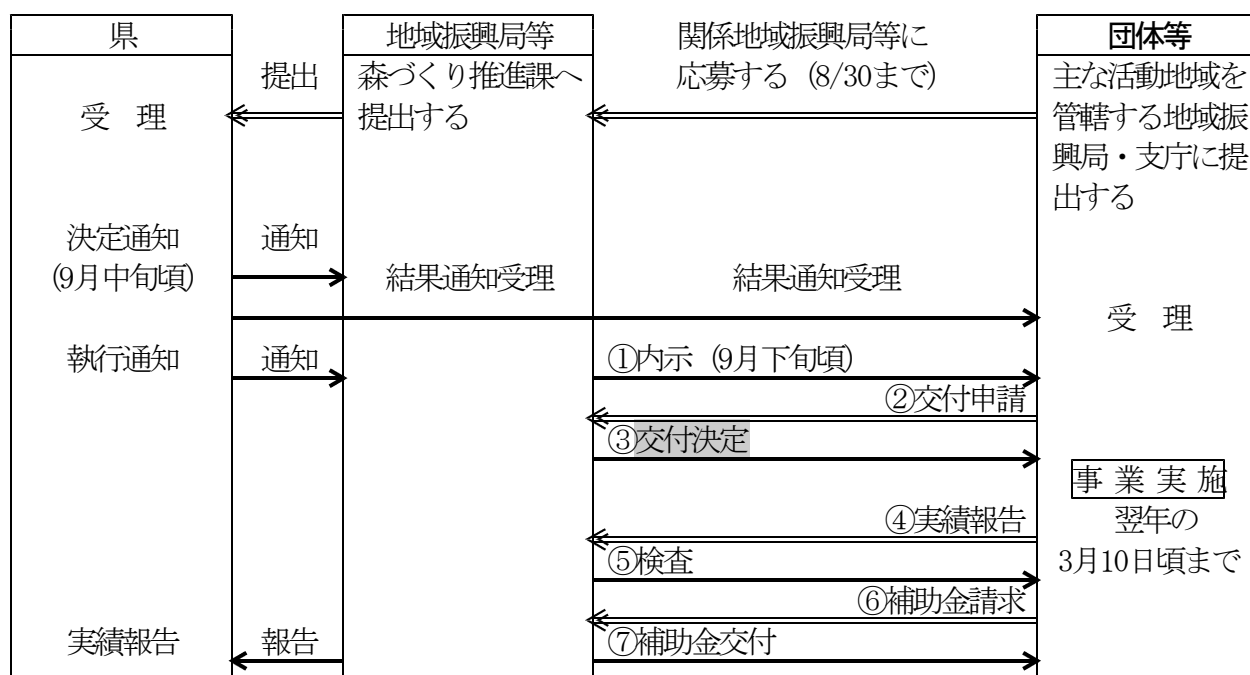 県
地域振興局等
関係地域振興局等に
団体等
提出
森づくり推進課へ
応募する (8/30まで)
主な活動地域を
受 理
提出する
管轄する地域振
興局・支庁に提
出する
決定通知
通知
(9月中旬頃)
結果通知受理
結果通知受理
受 理
執行通知
通知
①内示 (9月下旬頃)
②交付申請
③交付決定
事 業 実 施
④実績報告
翌年の
⑤検査
3月10日頃まで
⑥補助金請求
実績報告
報告
⑦補助金交付